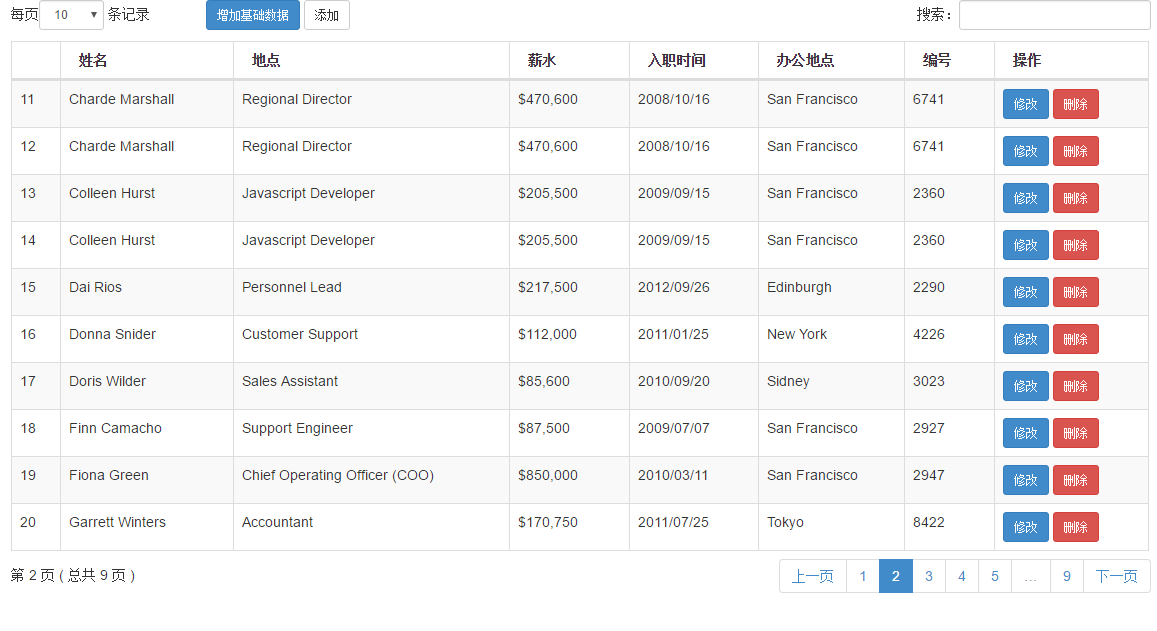 每页 10 条记录 增加基础数据 添加 搜索：
姓名 地点 薪水 入职时间 办公地点 编号 操作
11 Charde Marshall Regional Director $470,600 2008/10/16 San Francisco 6741 修改 删除
12 Charde Marshall Regional Director $470,600 2008/10/16 San Francisco 6741 修改 删除
13 Colleen Hurst Javascript Developer $205,500 2009/09/15 San Francisco 2360 修改 删除
14 Colleen Hurst Javascript Developer $205,500 2009/09/15 San Francisco 2360 修改 删除
15 Dai Rios Personnel Lead $217,500 2012/09/26 Edinburgh 2290 修改 删除
16 Donna Snider Customer Support $112,000 2011/01/25 New York 4226 修改 删除
17 Doris Wilder Sales Assistant $85,600 2010/09/20 Sidney 3023 修改 删除
18 Finn Camacho Support Engineer $87,500 2009/07/07 San Francisco 2927 修改 删除
19 Fiona Green Chief Operating Officer (COO) $850,000 2010/03/11 San Francisco 2947 修改 删除
20 Garrett Winters Accountant $170,750 2011/07/25 Tokyo 8422 修改 删除
第 2 页 ( 总共 9 页 ) 上一页 1 2 3 4 5 … 9 下一页